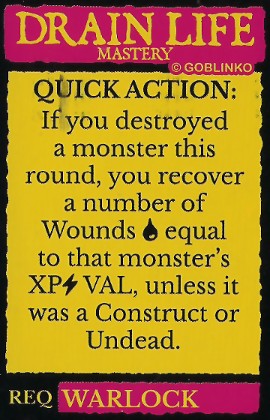 DRAIN LIFE
MASTERY
© GOBLINKO
QUICK ACTION:
If you destroyed
a monster this
round, you recover
a number of
Wounds equal
to that monster's
XP VAL, unless it
was a Construct or
Undead.
REQ WARLOCK